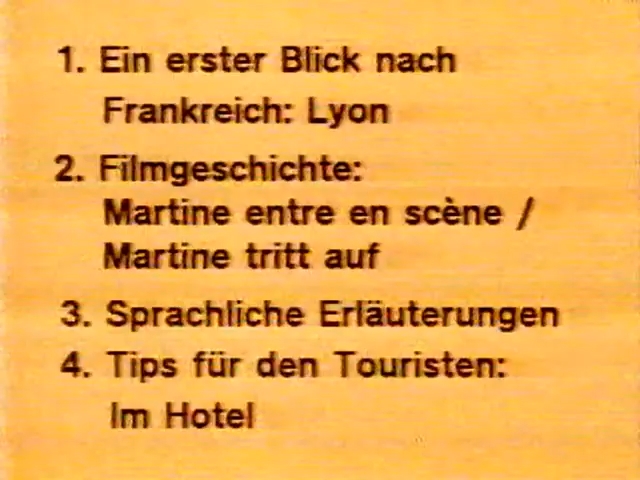 1. Ein erster Blick nach
Frankreich: Lyon
2. Filmgeschichte:
Martine entre en scène /
Martine tritt auf
3. Sprachliche Erläuterungen
4. Tips für den Touristen:
Im Hotel